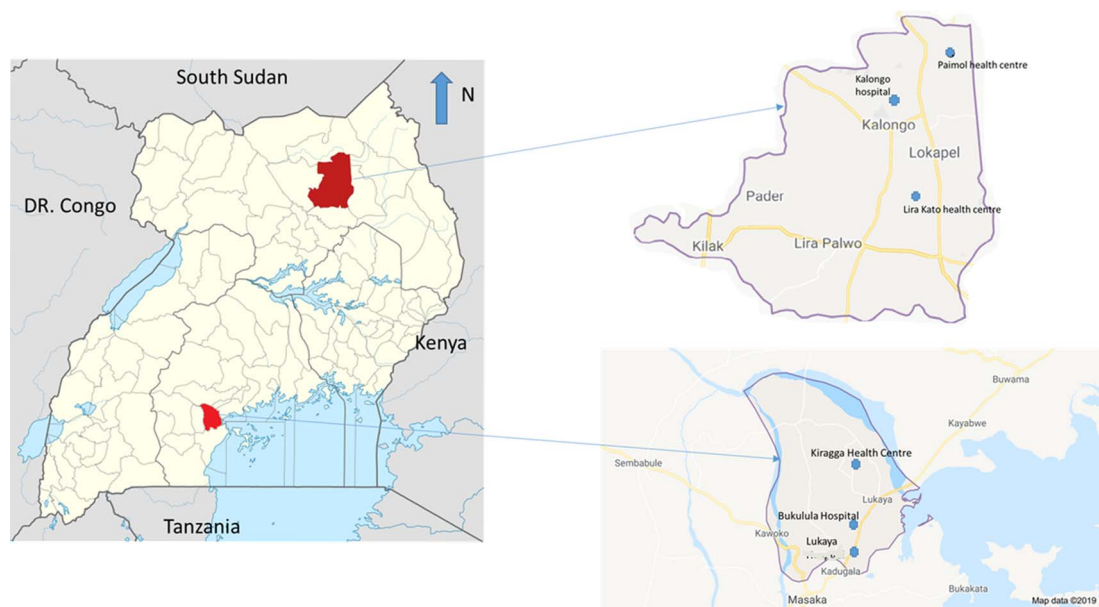 South Sudan
N
DR. Congo
Kenya
Tanzania
Paimol health centre
Kalongo
hospital
Kalongo
Lokapel
Pader
Lira Kato health centre
Kilak
Lira Palwo
Buwama
Kayabwe
Kiragga Health Centre
Sembabule
Lukaya
Bukulula Hospital
Kawoko
Lukaya
Kadugala
Bukakata
Masaka
Map data ©2019